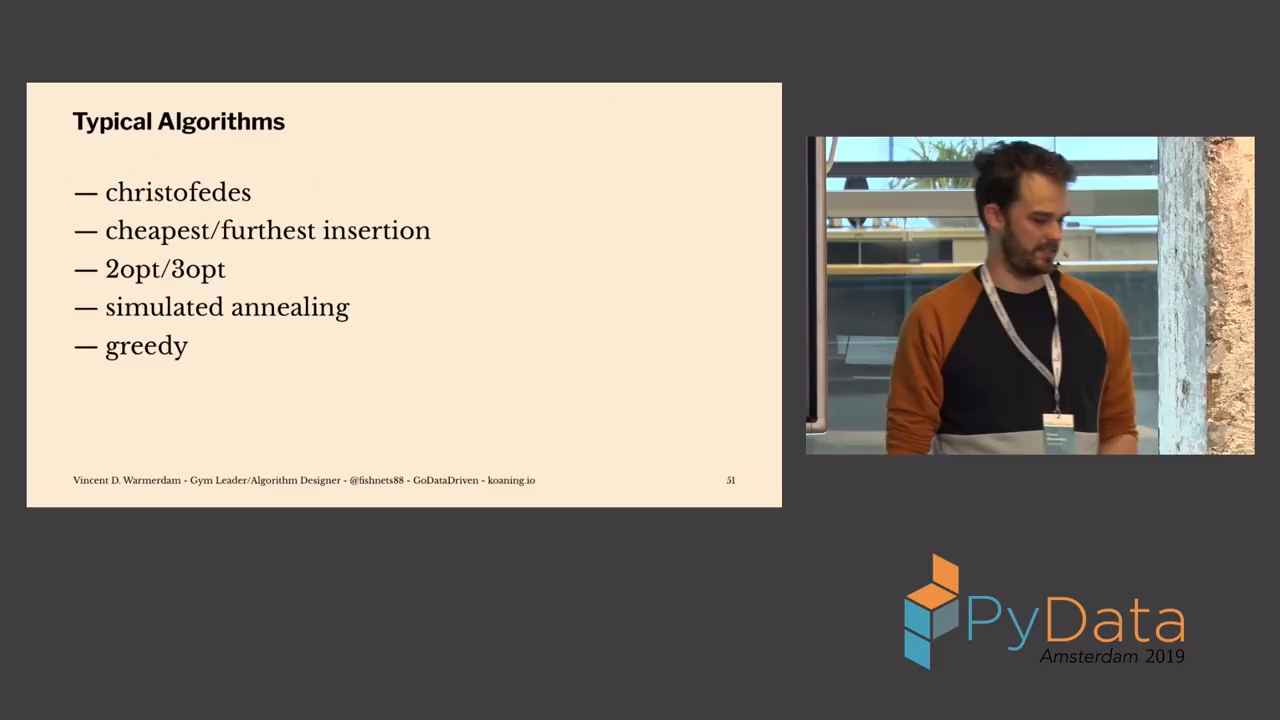 Typical Algorithms
— christofedes
— cheapest/furthest insertion
— 2opt/3opt
— simulated annealing
— greedy
Vincent D. Warmerdam - Gym Leader/Algorithm Designer - @fishnets88 - GoDataDriven - koaning.io
51
PyData
Amsterdam 2019